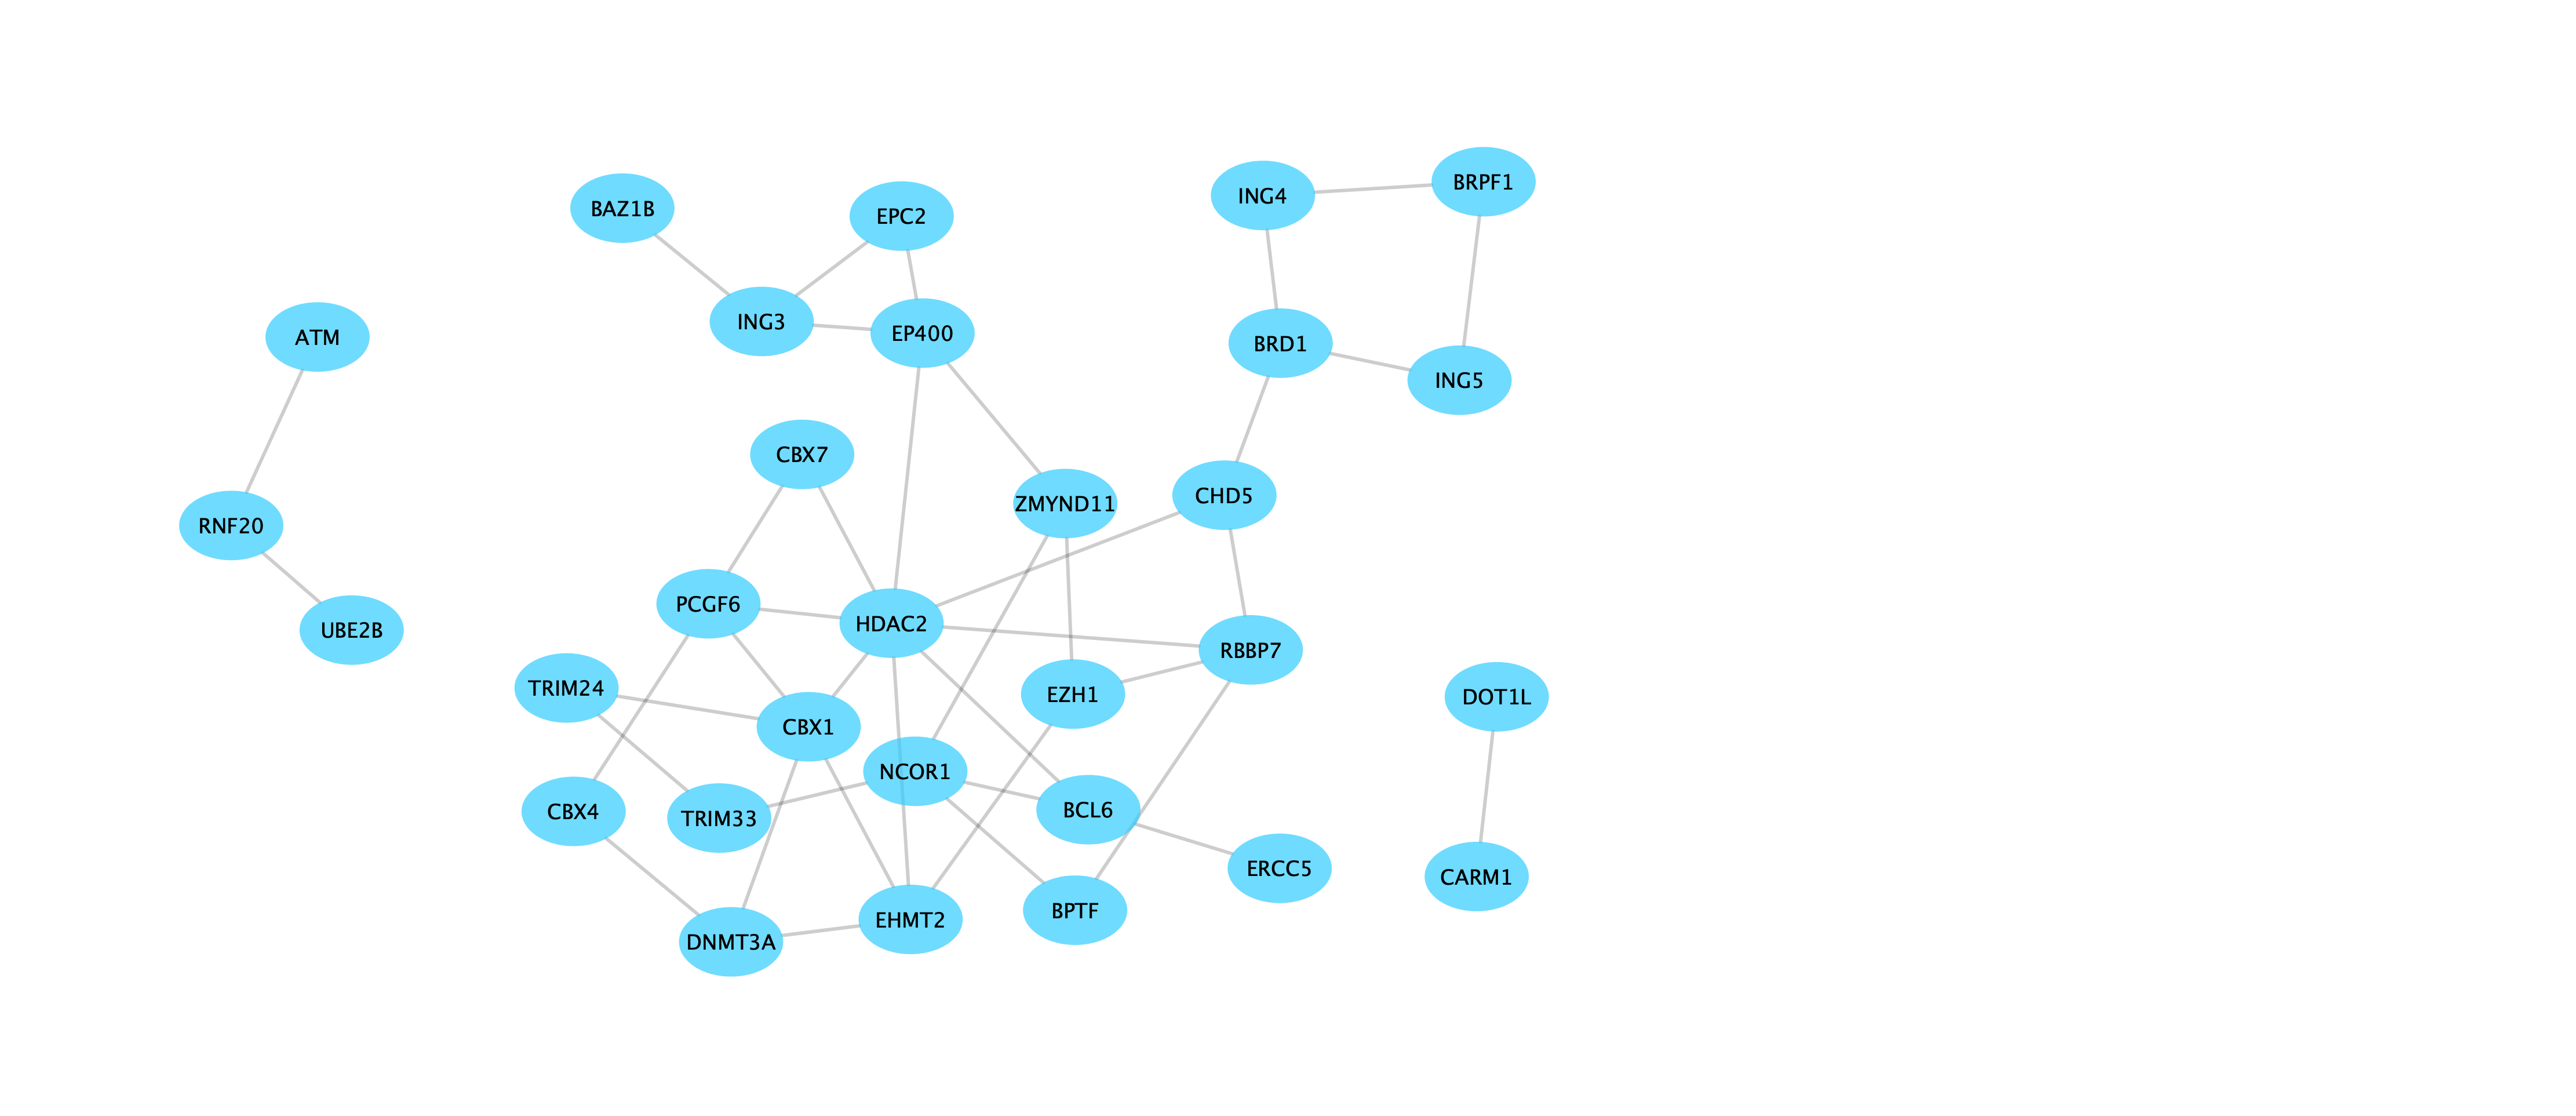 BRPF1
ING4
BAZ1B
EPC2
ING3
EP400
ATM
BRD1
ING5
CBX7
CHD5
ZMYND11
RNF20
PCGF6
HDAC2
UBE2B
RBBP7
TRIM24
EZH1
DOT1L
CBX1
NCOR1
BCL6
CBX4
TRIM33
ERCC5
CARM1
BPTF
EHMT2
DNMT3A